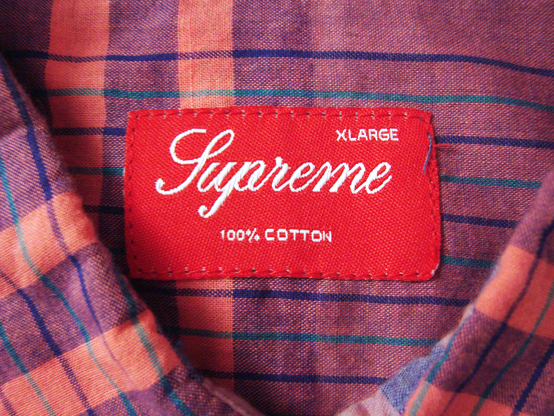 XLARGE
Supreme
100% COTTON